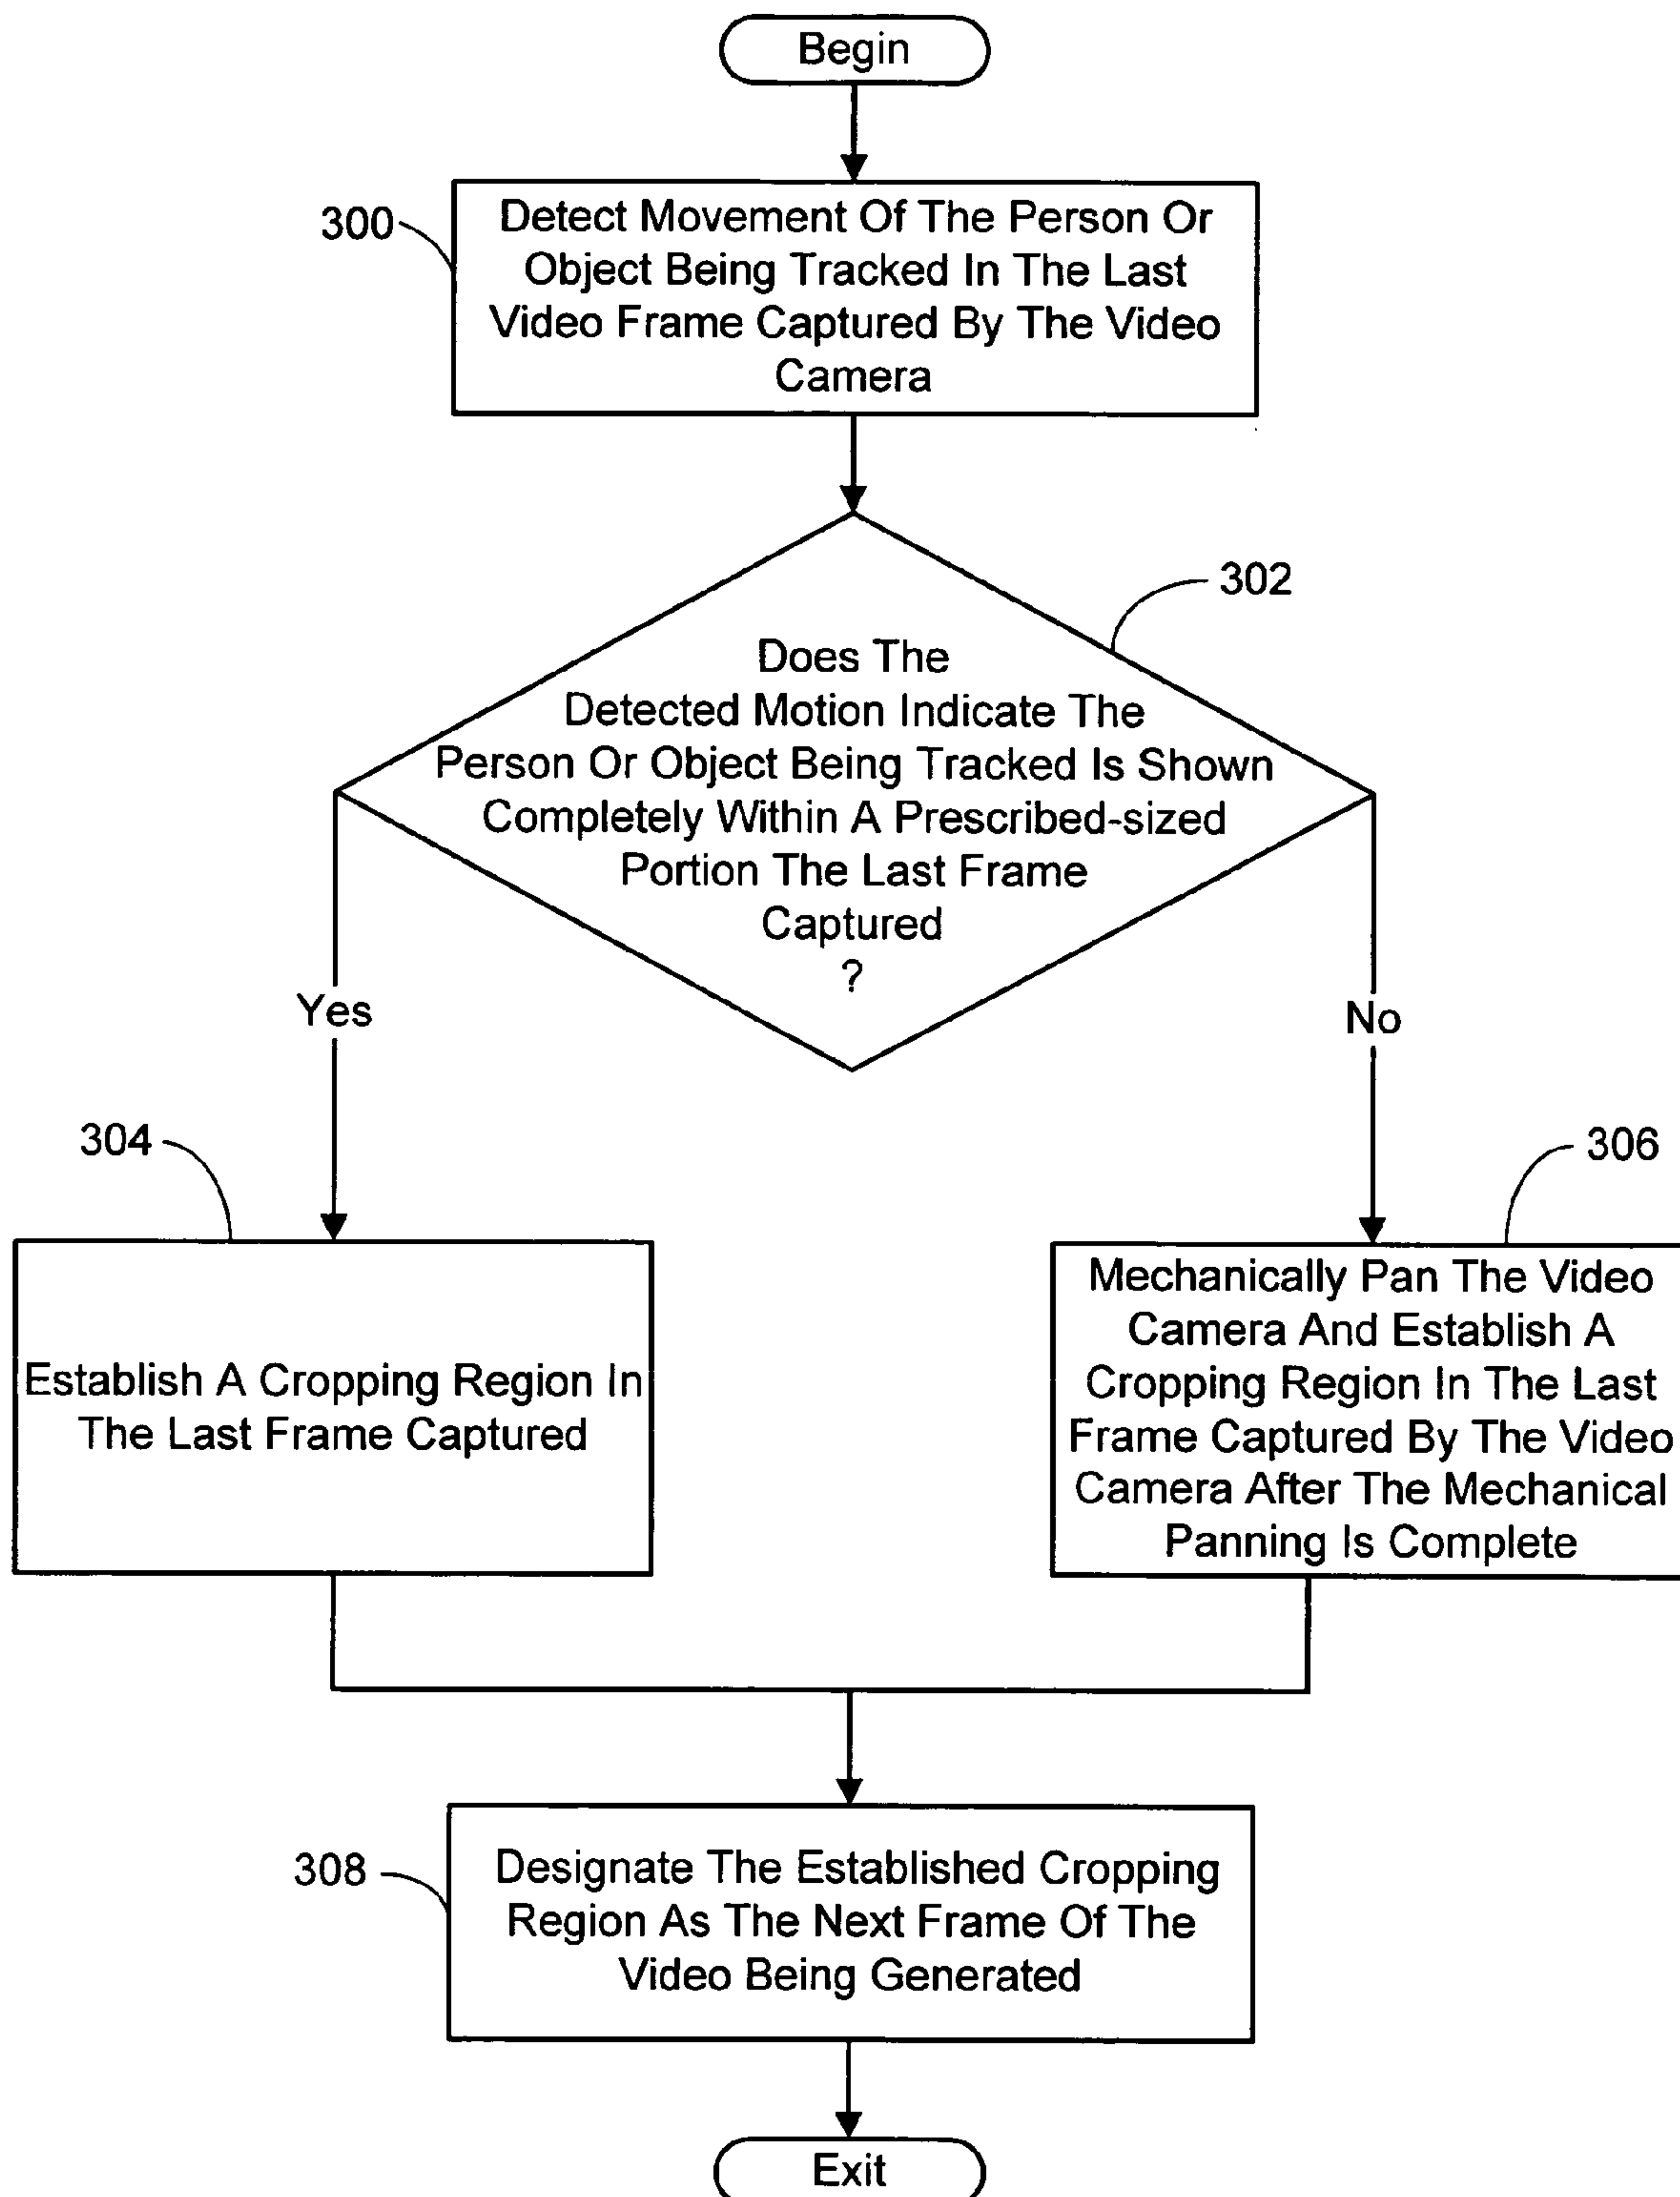 Begin
300
Detect Movement Of The Person Or
Object Being Tracked In The Last
Video Frame Captured By The Video
Camera
302
Does The
Detected Motion Indicate The
Person Or Object Being Tracked Is Shown
Completely Within A Prescribed-sized
Portion The Last Frame
Captured
?
Yes
No
304
Establish A Cropping Region In
The Last Frame Captured
306
Mechanically Pan The Video
Camera And Establish A
Cropping Region In The Last
Frame Captured By The Video
Camera After The Mechanical
Panning Is Complete
308
Designate The Established Cropping
Region As The Next Frame Of The
Video Being Generated
Exit